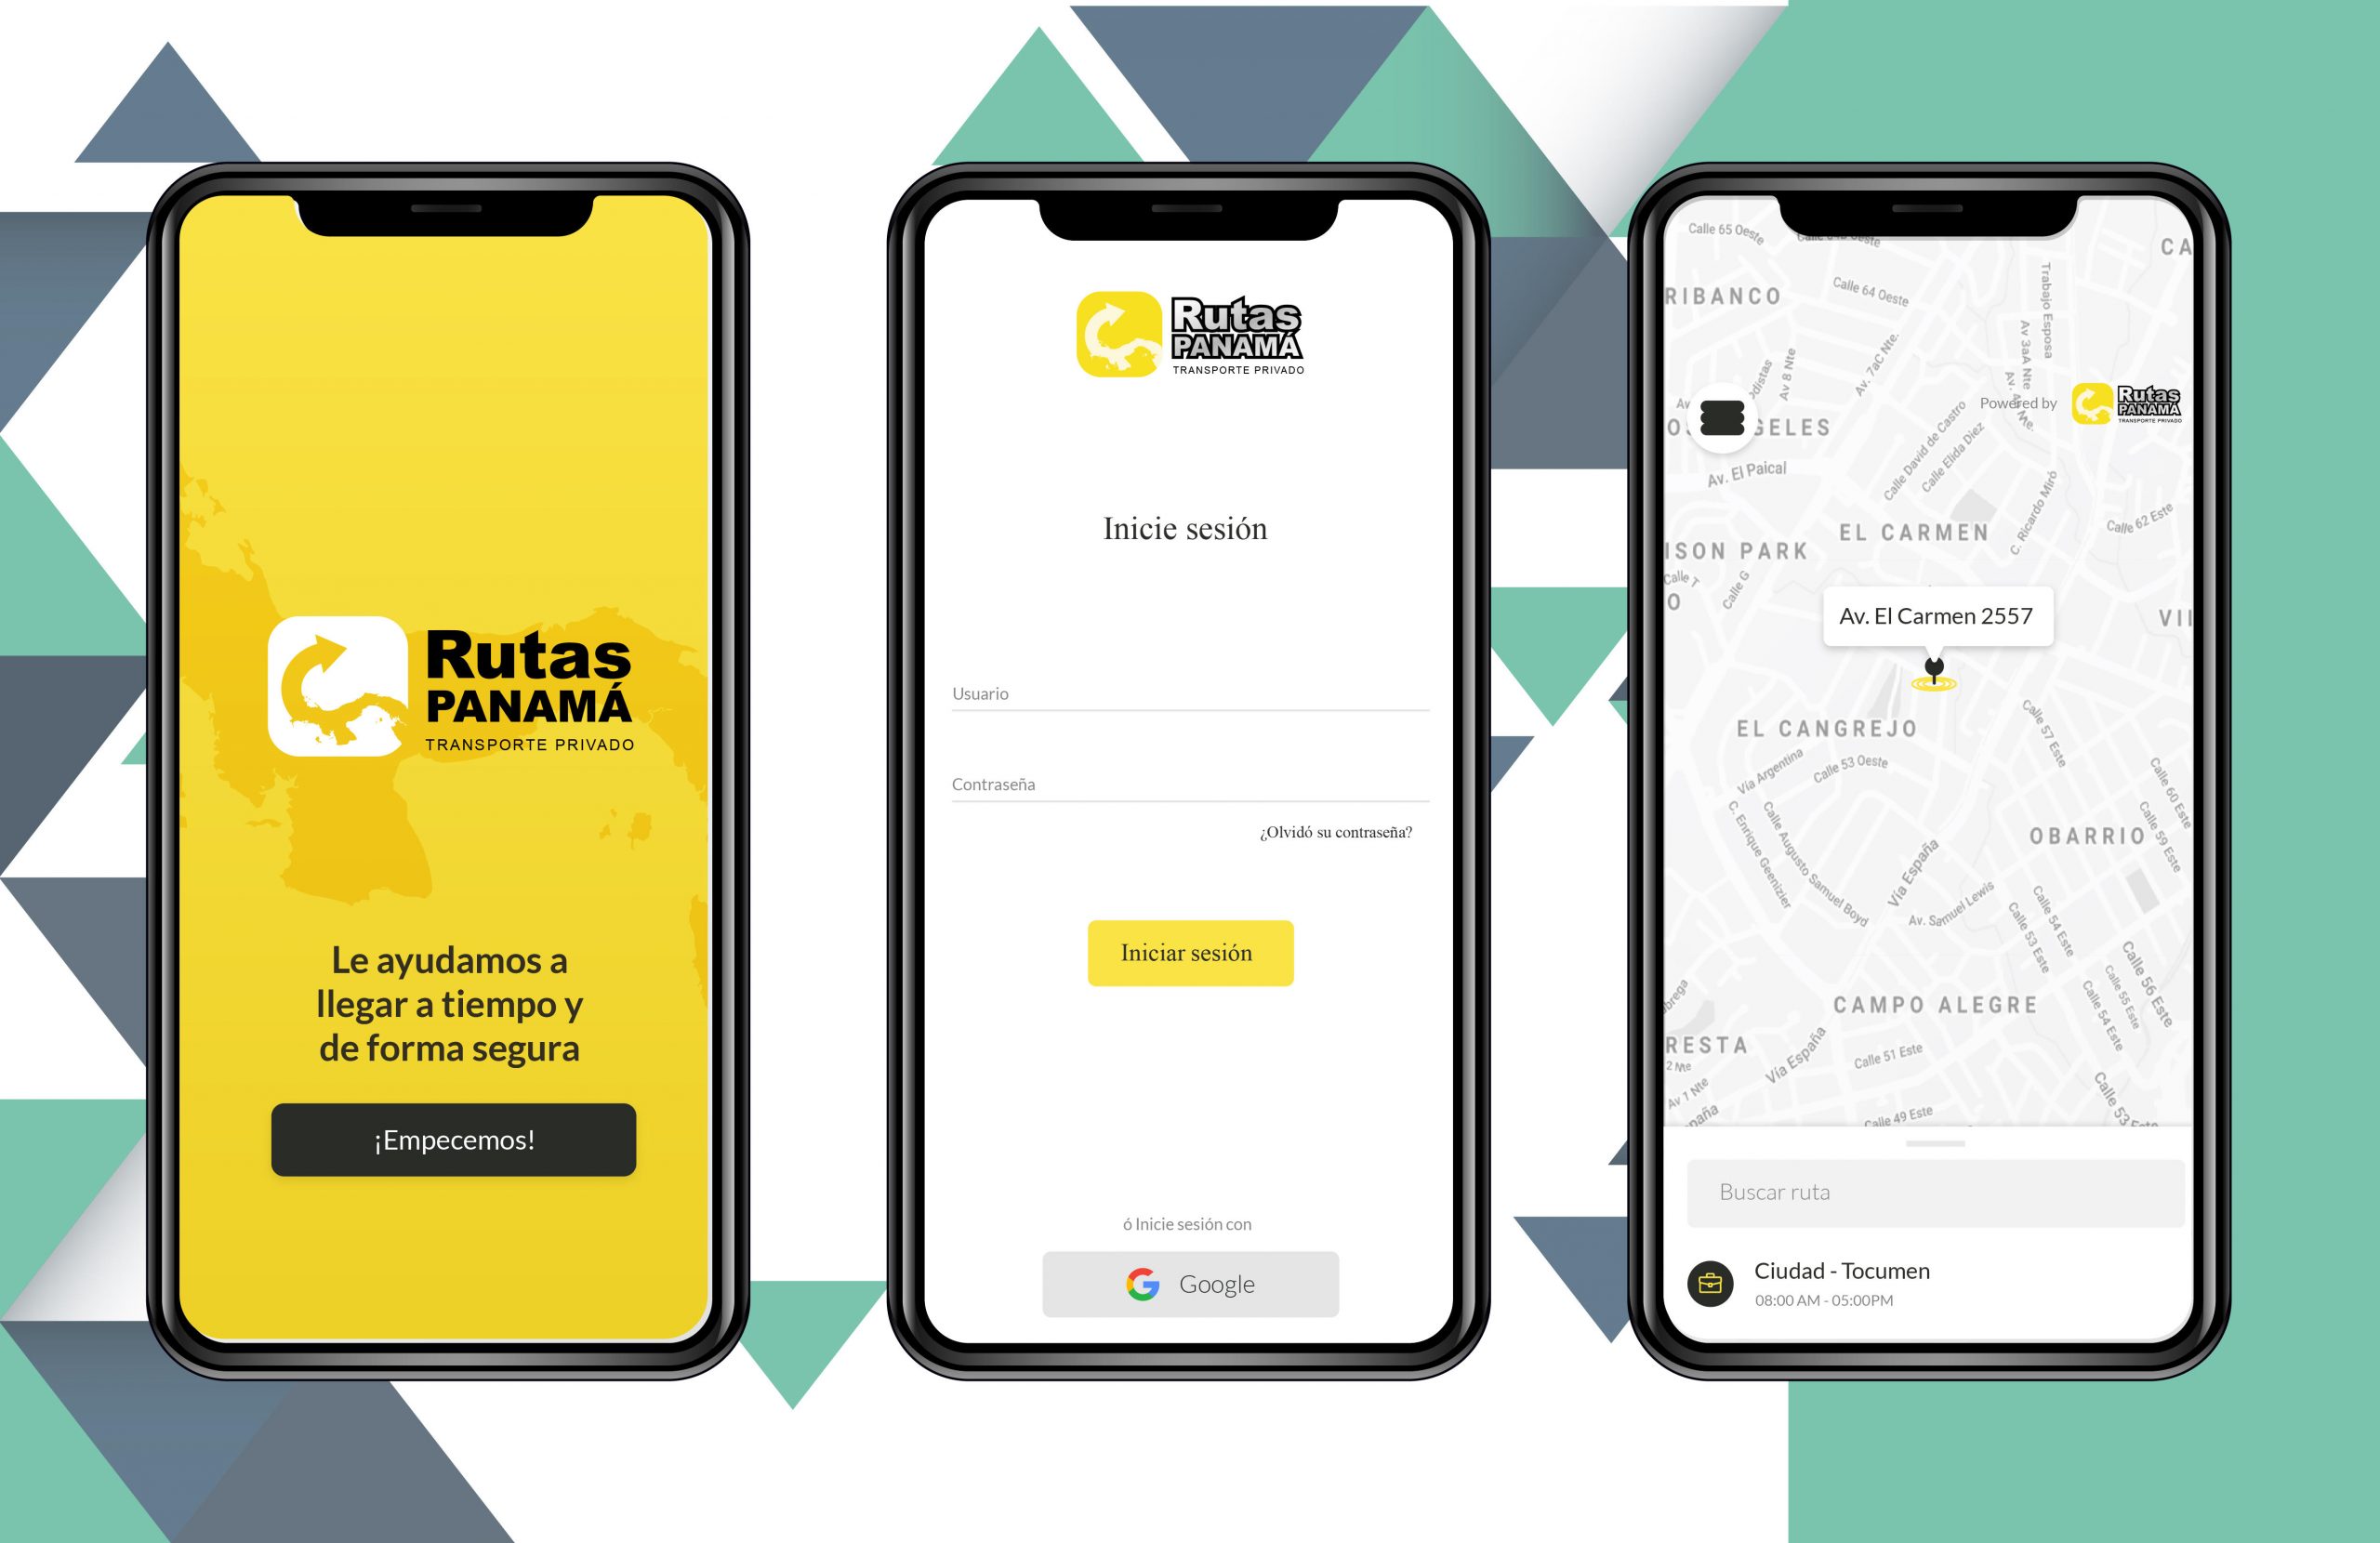 Rutas
PANAMÁ
TRANSPORTE PRIVADO
Le ayudamos a
llegar a tiempo y
de forma segura
¡Empecemos!
Rutas
PANAMÁ
TRANSPORTE PRIVADO
Inicie sesión
Usuario
Contraseña
¿Olvidó su contraseña?
Iniciar sesión
ó Inicie sesión con
Google
Calle 65 Oeste
CA
RIBANCO
Calle 64 Oeste
Trabajo Esposa
Av 3aA Nte
Av 8 Nte
Av. 7aC Nte.
Powered by
Rutas
PANAMÁ
TRANSPORTE PRIVADO
GELES
Av. El Paical
Calle David de Castro
Calle Elida Diez
C. Ricardo Miró
Calle 62 Este
EL CARMEN
ISON PARK
Calle T
Calle G
O
Av. El Carmen 2557
VII
EL CANGREJO
Calle 57 Este
Vía Argentina
Calle 53 Oeste
Calle 60 Este
C. Enrique Geenizier
Calle Augusto Samuel Boyd
OBARRIO
Calle 59 Este
Vía España
Av. Samuel Lewis
Calle 53 Este
Calle 54 Este
Calle 56 Este
Calle 55 Este
Calle 54 Este
CAMPO ALEGRE
RESTA
Vía España
Calle 51 Este
Av 1 Nte
Calle 49 Este
Calle 53
Buscar ruta
Ciudad - Tocumen
08:00 AM - 05:00PM